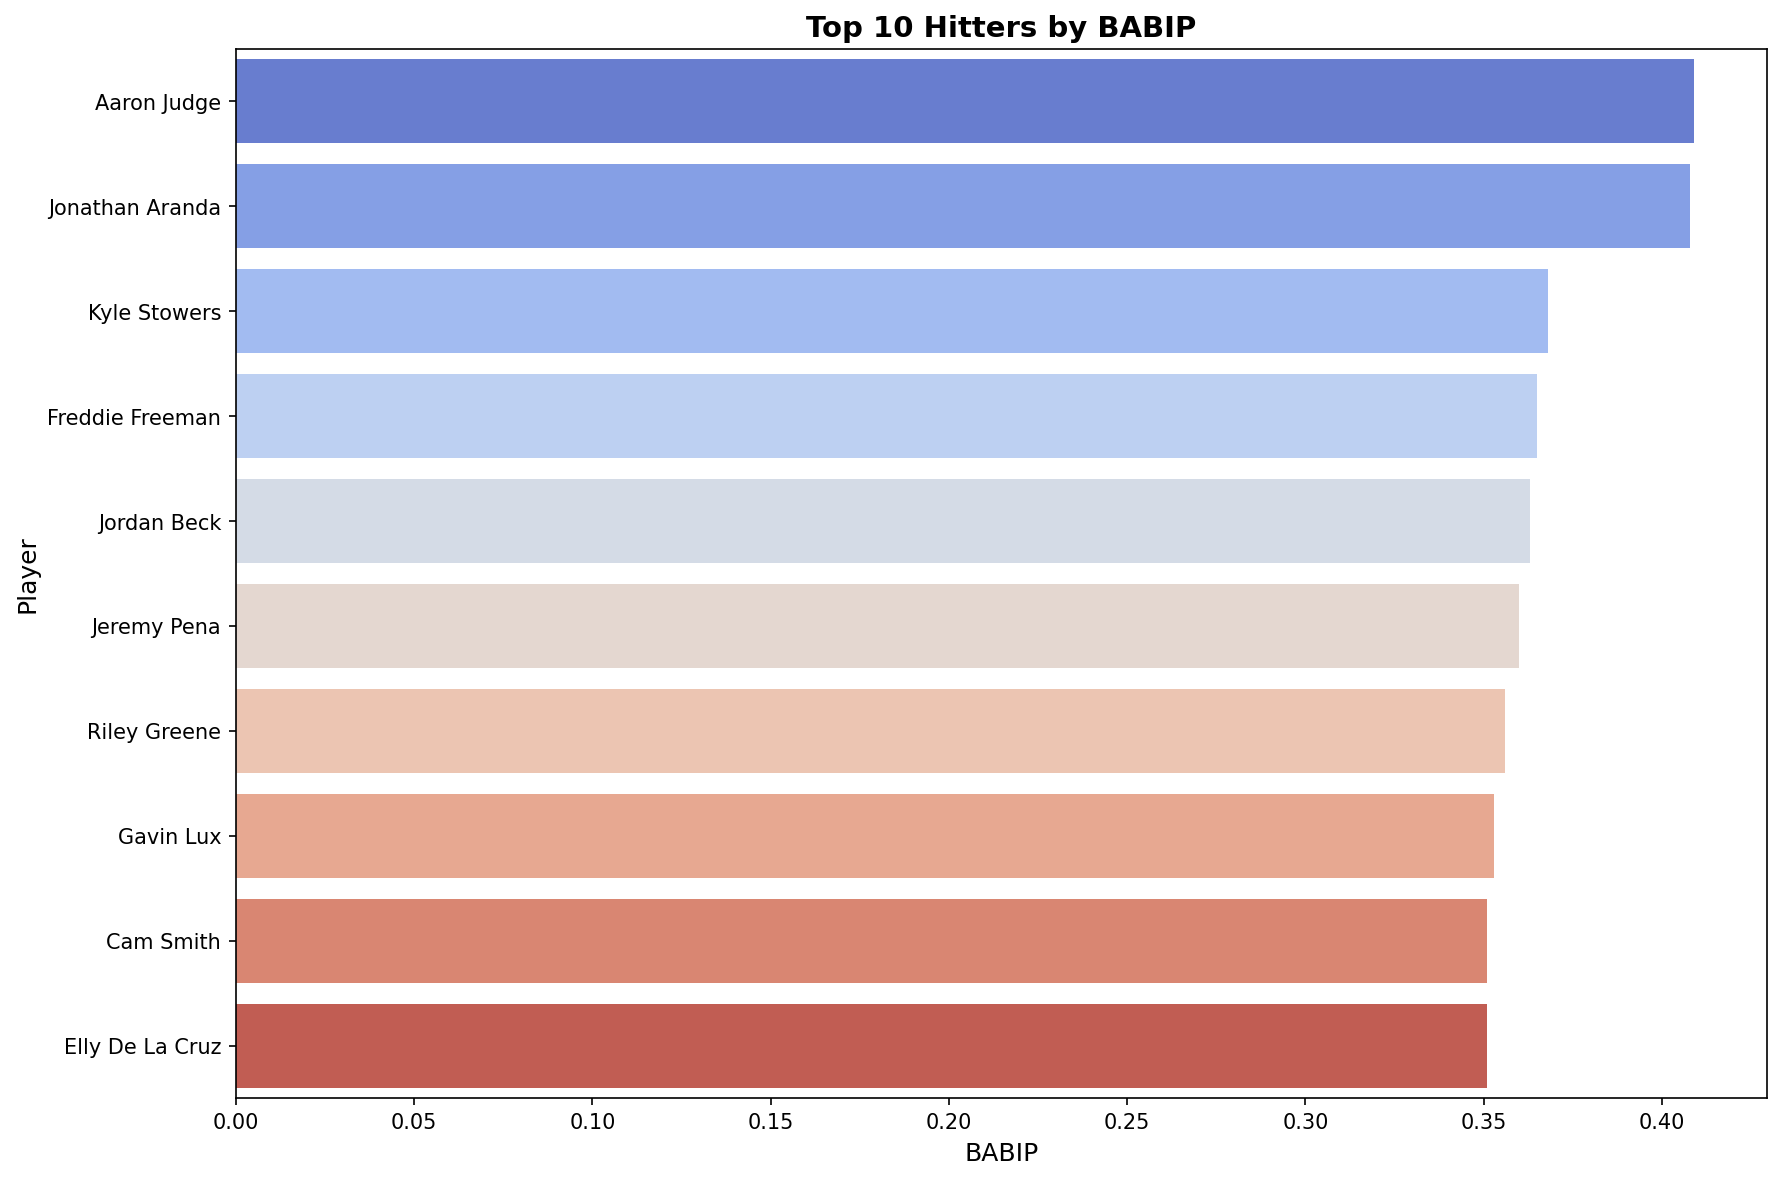 Top 10 Hitters by BABIP
Player
Aaron Judge
Jonathan Aranda
Kyle Stowers
Freddie Freeman
Jordan Beck
Jeremy Pena
Riley Greene
Gavin Lux
Cam Smith
Elly De La Cruz
0.00 0.05 0.10 0.15 0.20 0.25 0.30 0.35 0.40
BABIP